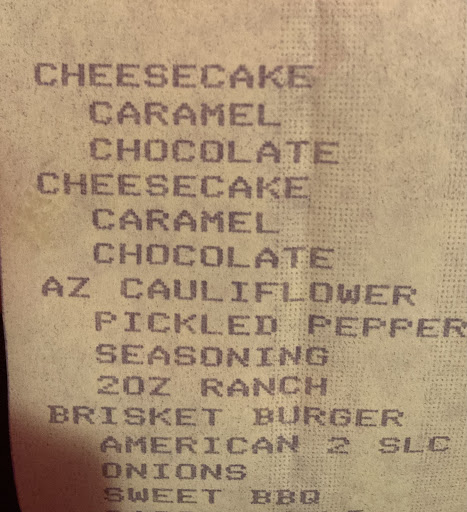 CHEESECAKE
CARAMEL
CHOCOLATE
CHEESECAKE
CARAMEL
CHOCOLATE
AZ CAULIFLOWER
PICKLED PEPPER
SEASONING
2OZ RANCH
BRISKET BURGER
AMERICAN 2 SLC
ONIONS
SWEET BBQ